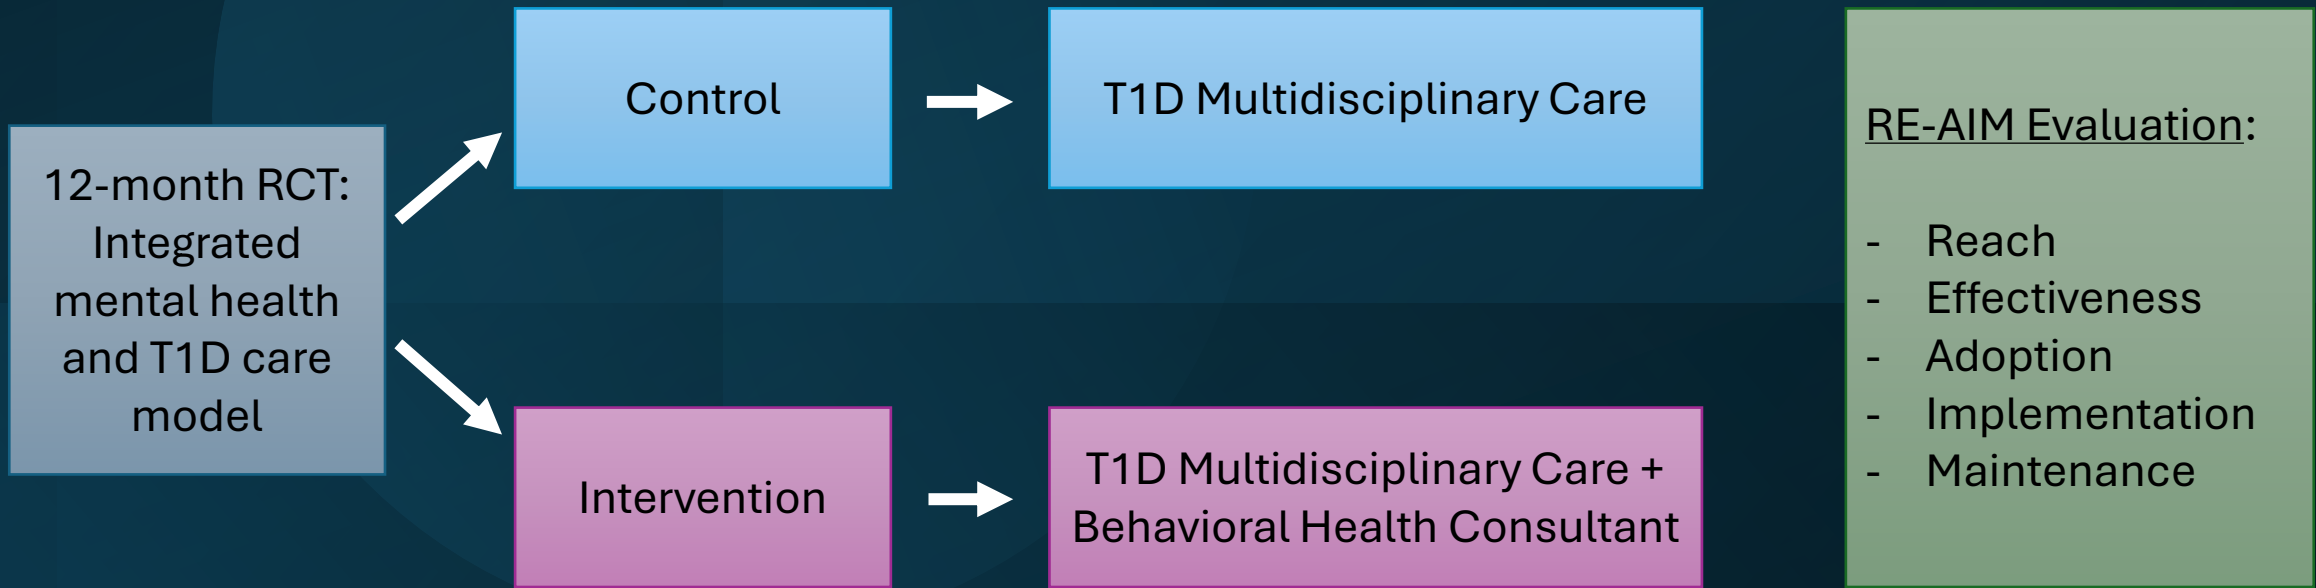 12-month RCT:
Integrated
mental health
and T1D care
model
Control
T1D Multidisciplinary Care
Intervention
T1D Multidisciplinary Care +
Behavioral Health Consultant
RE-AIM Evaluation:
- Reach
- Effectiveness
- Adoption
- Implementation
- Maintenance